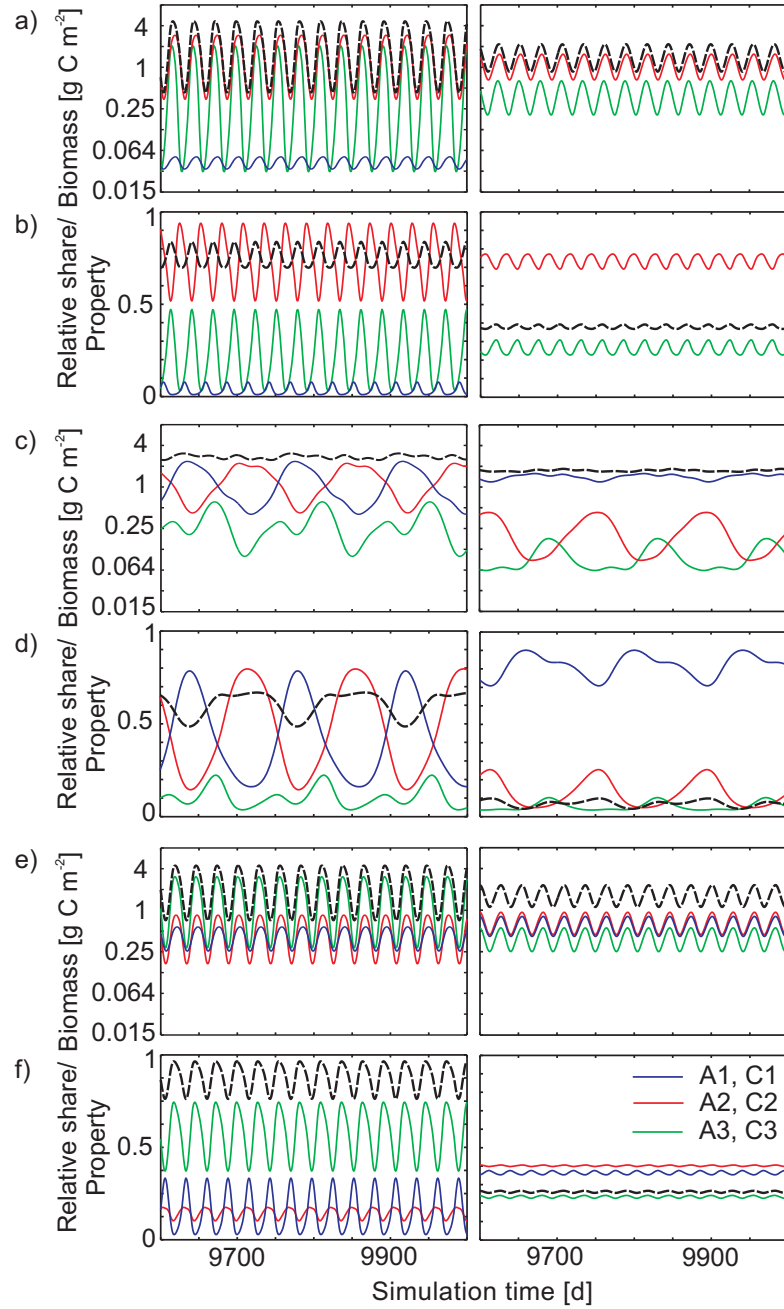 a)
Biomass [g C m-2]
4
1
0.25
0.064
0.015
b)
Relative share/
Property
1
0.5
0
c)
Biomass [g C m-2]
4
1
0.25
0.064
0.015
d)
Relative share/
Property
1
0.5
0
e)
Biomass [g C m-2]
4
1
0.25
0.064
0.015
f)
Relative share/
Property
1
0.5
0
A1, C1
A2, C2
A3, C3
9700 9900 9700 9900
Simulation time [d]